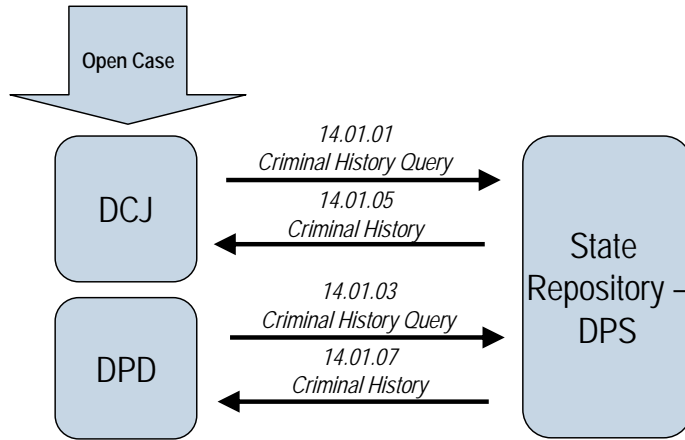 Open Case
14.01.01
Criminal History Query
DCJ
14.01.05
Criminal History
State
Repository –
DPS
14.01.03
Criminal History Query
DPD
14.01.07
Criminal History